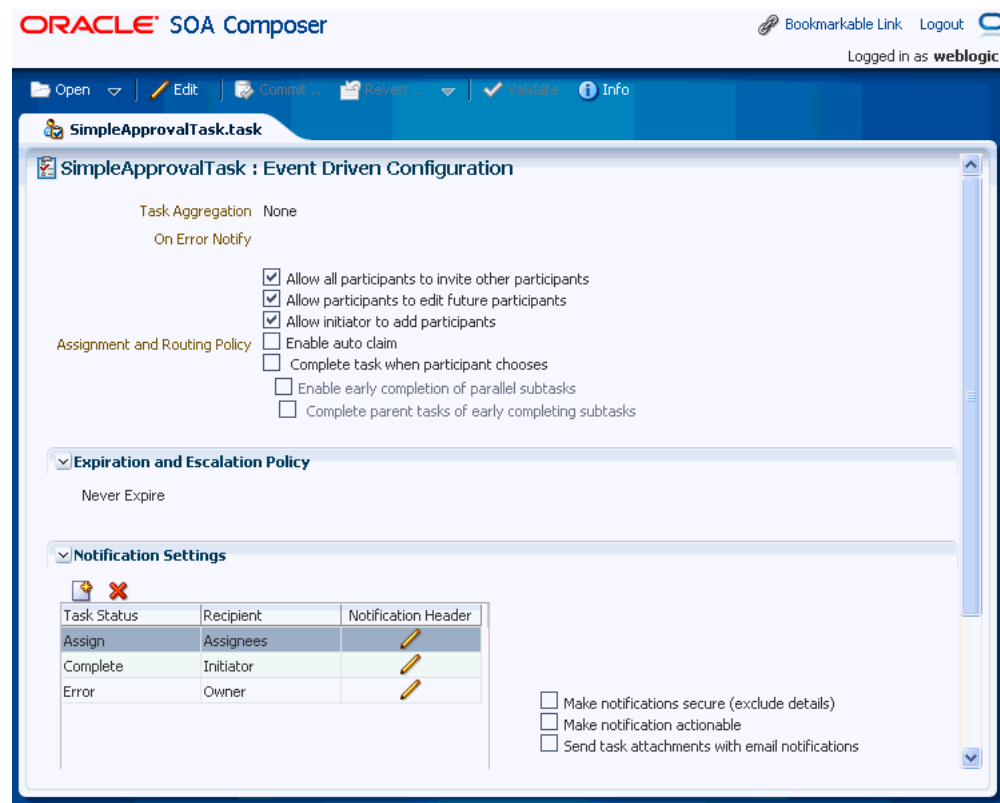 ORACLE SOA Composer
Bookmarkable Link Logout
Logged in as weblogic
Open Edit Commit .. Revert .. Validate Info
SimpleApprovalTask.task
SimpleApprovalTask : Event Driven Configuration
Task Aggregation None
On Error Notify
Allow all participants to invite other participants
Allow participants to edit future participants
Allow initiator to add participants
Assignment and Routing Policy Enable auto claim
Complete task when participant chooses
Enable early completion of parallel subtasks
Complete parent tasks of early completing subtasks
Expiration and Escalation Policy
Never Expire
Notification Settings
Task Status Recipient Notification Header
Assign Assignees
Complete Initiator
Error Owner
Make notifications secure (exclude details)
Make notification actionable
Send task attachments with email notifications